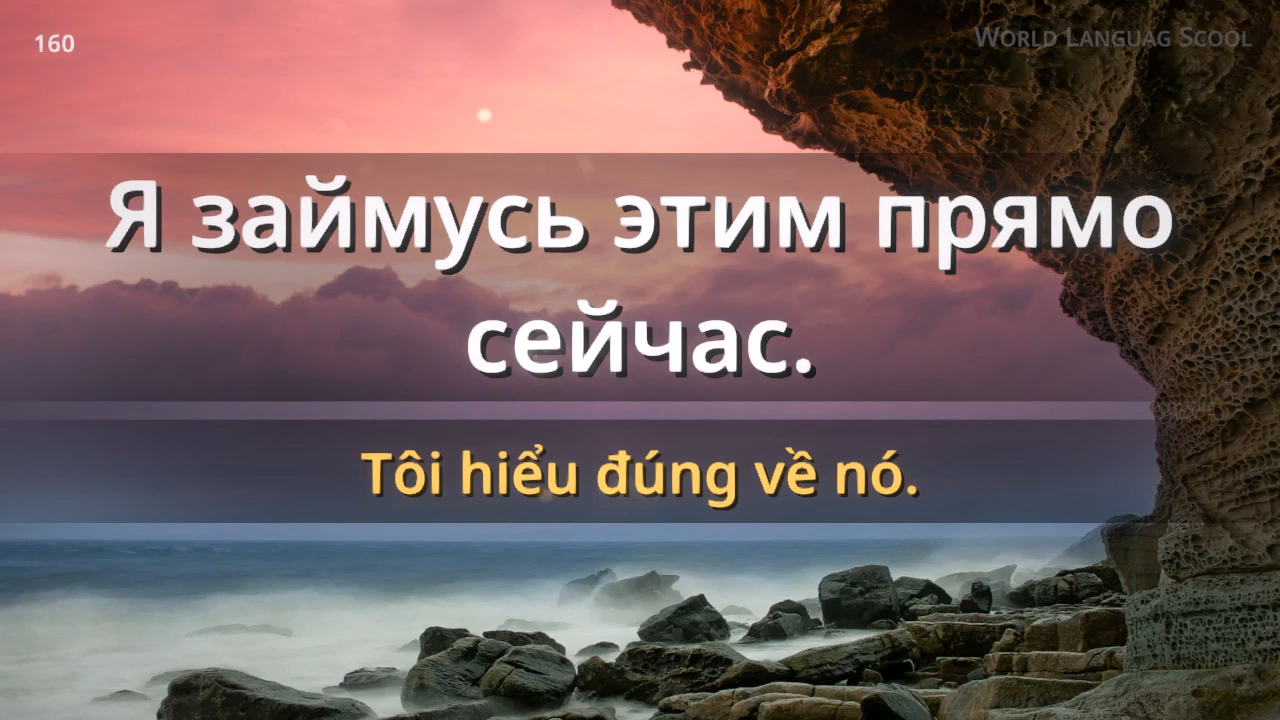 160
World Languag Scool
Я займусь этим прямо
сейчас.
Tôi hiểu đúng về nó.